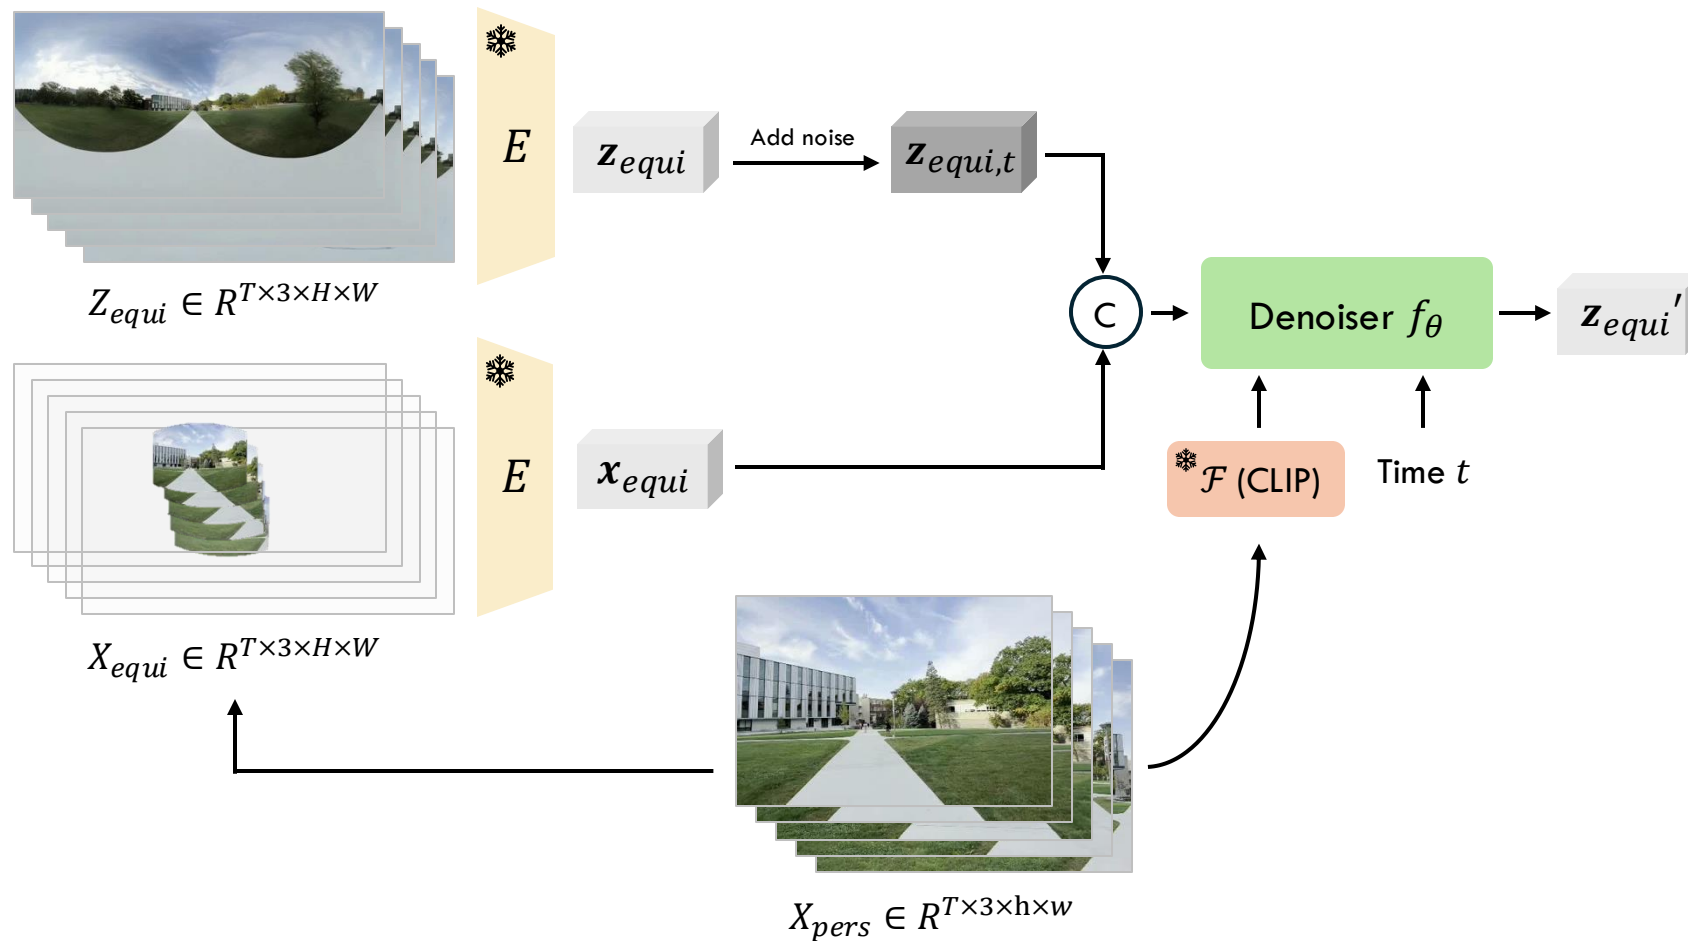 E
z_equi
Add noise
z_equi,t
Z_equi ∈ R^{T×3×H×W}
C
Denoiser f_θ
z_equi′
E
x_equi
ℱ (CLIP)
Time t
X_equi ∈ R^{T×3×H×W}
X_pers ∈ R^{T×3×h×w}